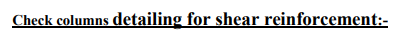 Check columns detailing for shear reinforcement:-